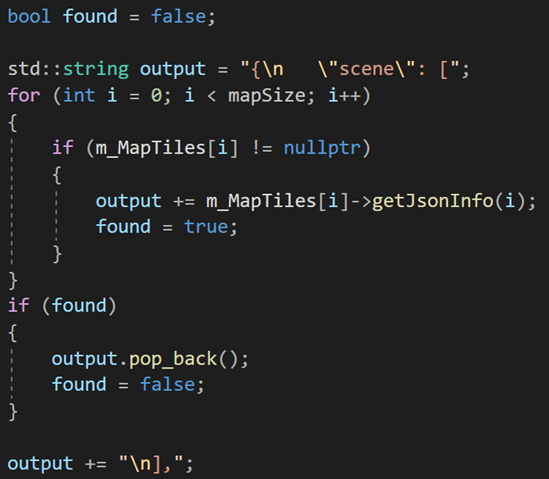 bool found = false;

std::string output = "{\n   \"scene\": [";
for (int i = 0; i < mapSize; i++)
{
    if (m_MapTiles[i] != nullptr)
    {
        output += m_MapTiles[i]->getJsonInfo(i);
        found = true;
    }
}
if (found)
{
    output.pop_back();
    found = false;
}

output += "\n],";